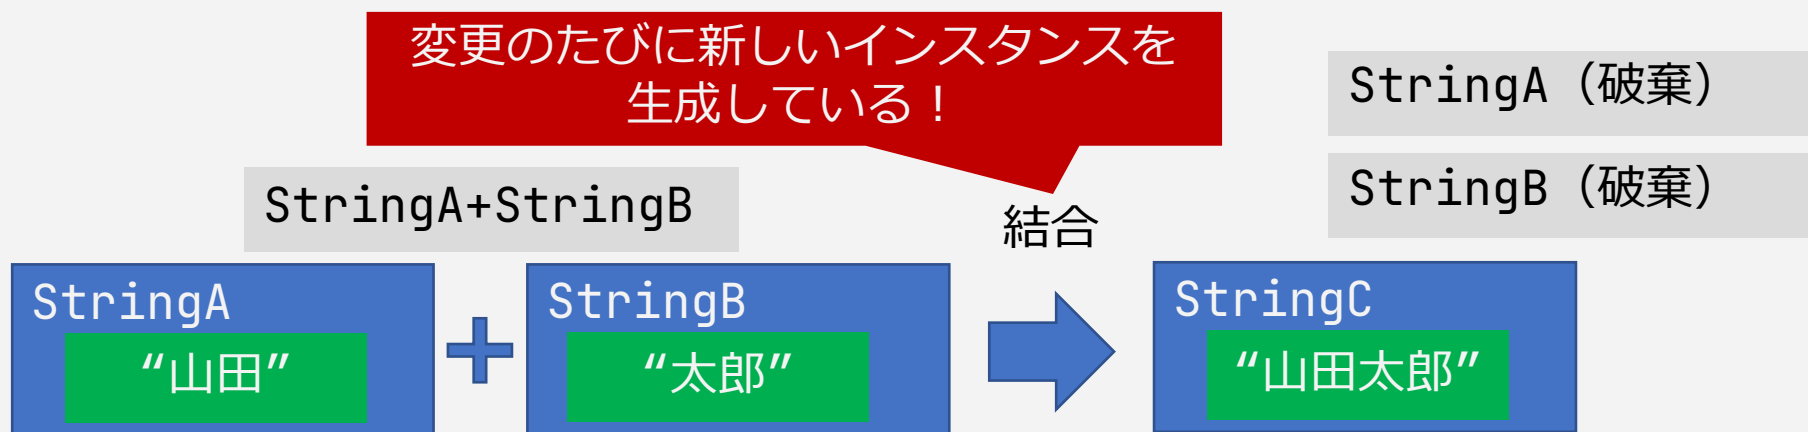 変更のたびに新しいインスタンスを
生成している！
StringA（破棄）
StringB（破棄）
StringA+StringB
結合
StringA
“山田”
StringB
“太郎”
StringC
“山田太郎”